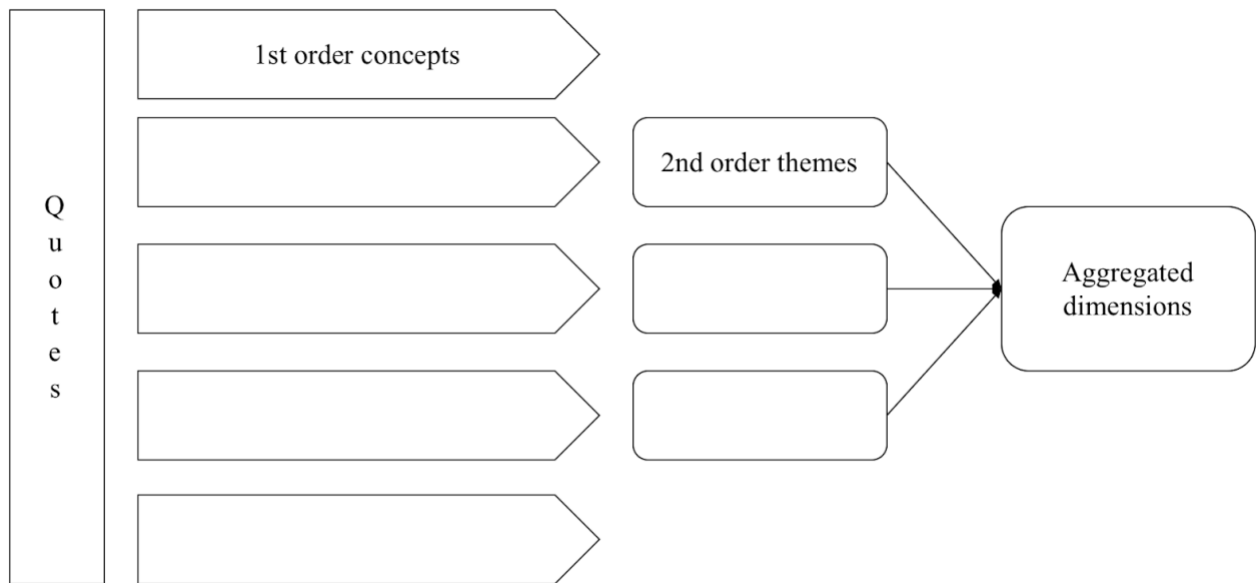 Quotes
1st order concepts
2nd order themes
Aggregated
dimensions